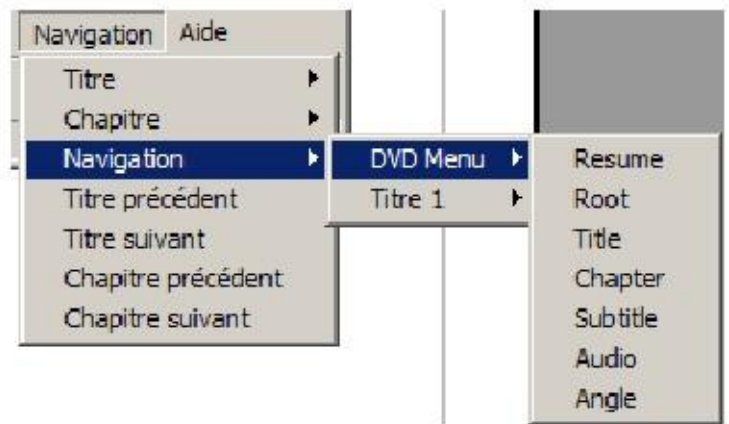 Navigation Aide
Titre
Chapitre
Navigation
Titre précédent
Titre suivant
Chapitre précédent
Chapitre suivant
DVD Menu
Titre 1
Resume
Root
Title
Chapter
Subtitle
Audio
Angle